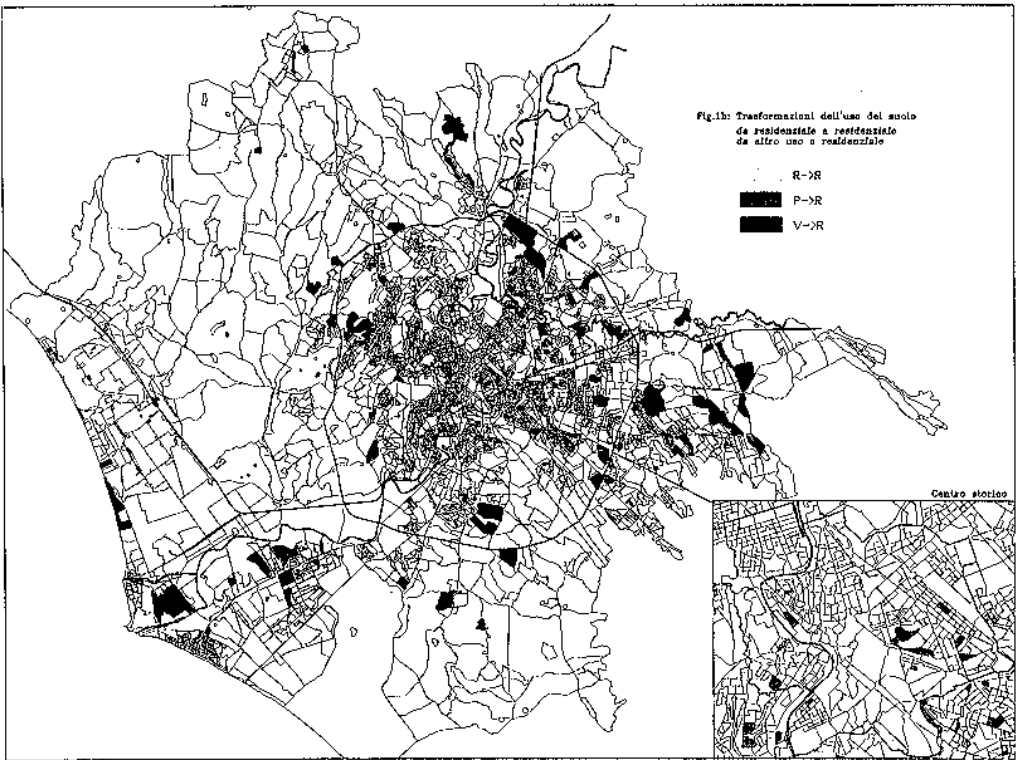 Fig.1b: Trasformazioni dell'uso del suolo
da residenziale a residenziale
da altro uso a residenziale
R->R
P->R
V->R
Centro storico